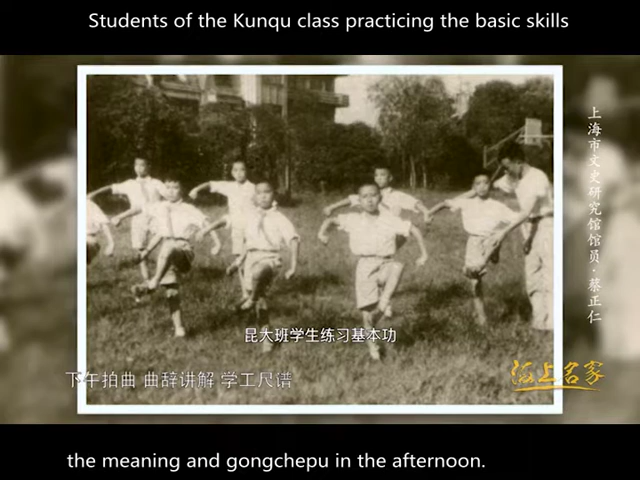 Students of the Kunqu class practicing the basic skills
上海市文史研究馆馆员·蔡正仁
昆大班学生练习基本功
下午拍曲 曲辞讲解 学工尺谱
海上名家
the meaning and gongchepu in the afternoon.